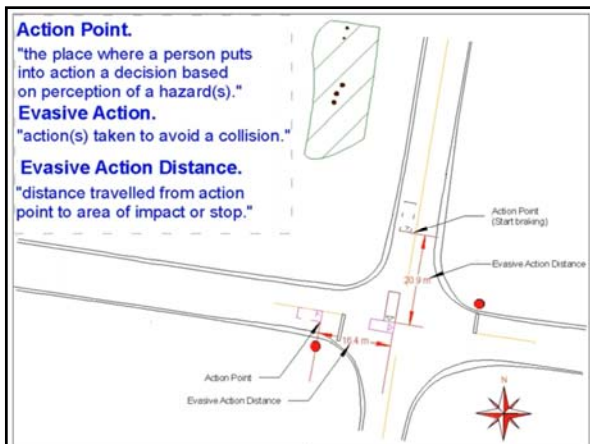 Action Point.
"the place where a person puts
into action a decision based
on perception of a hazard(s)."
Evasive Action.
"action(s) taken to avoid a collision."
Evasive Action Distance.
"distance travelled from action
point to area of impact or stop."
Action Point
(Start braking)
Evasive Action Distance
20.9 m
16.4 m
Action Point
Evasive Action Distance
N